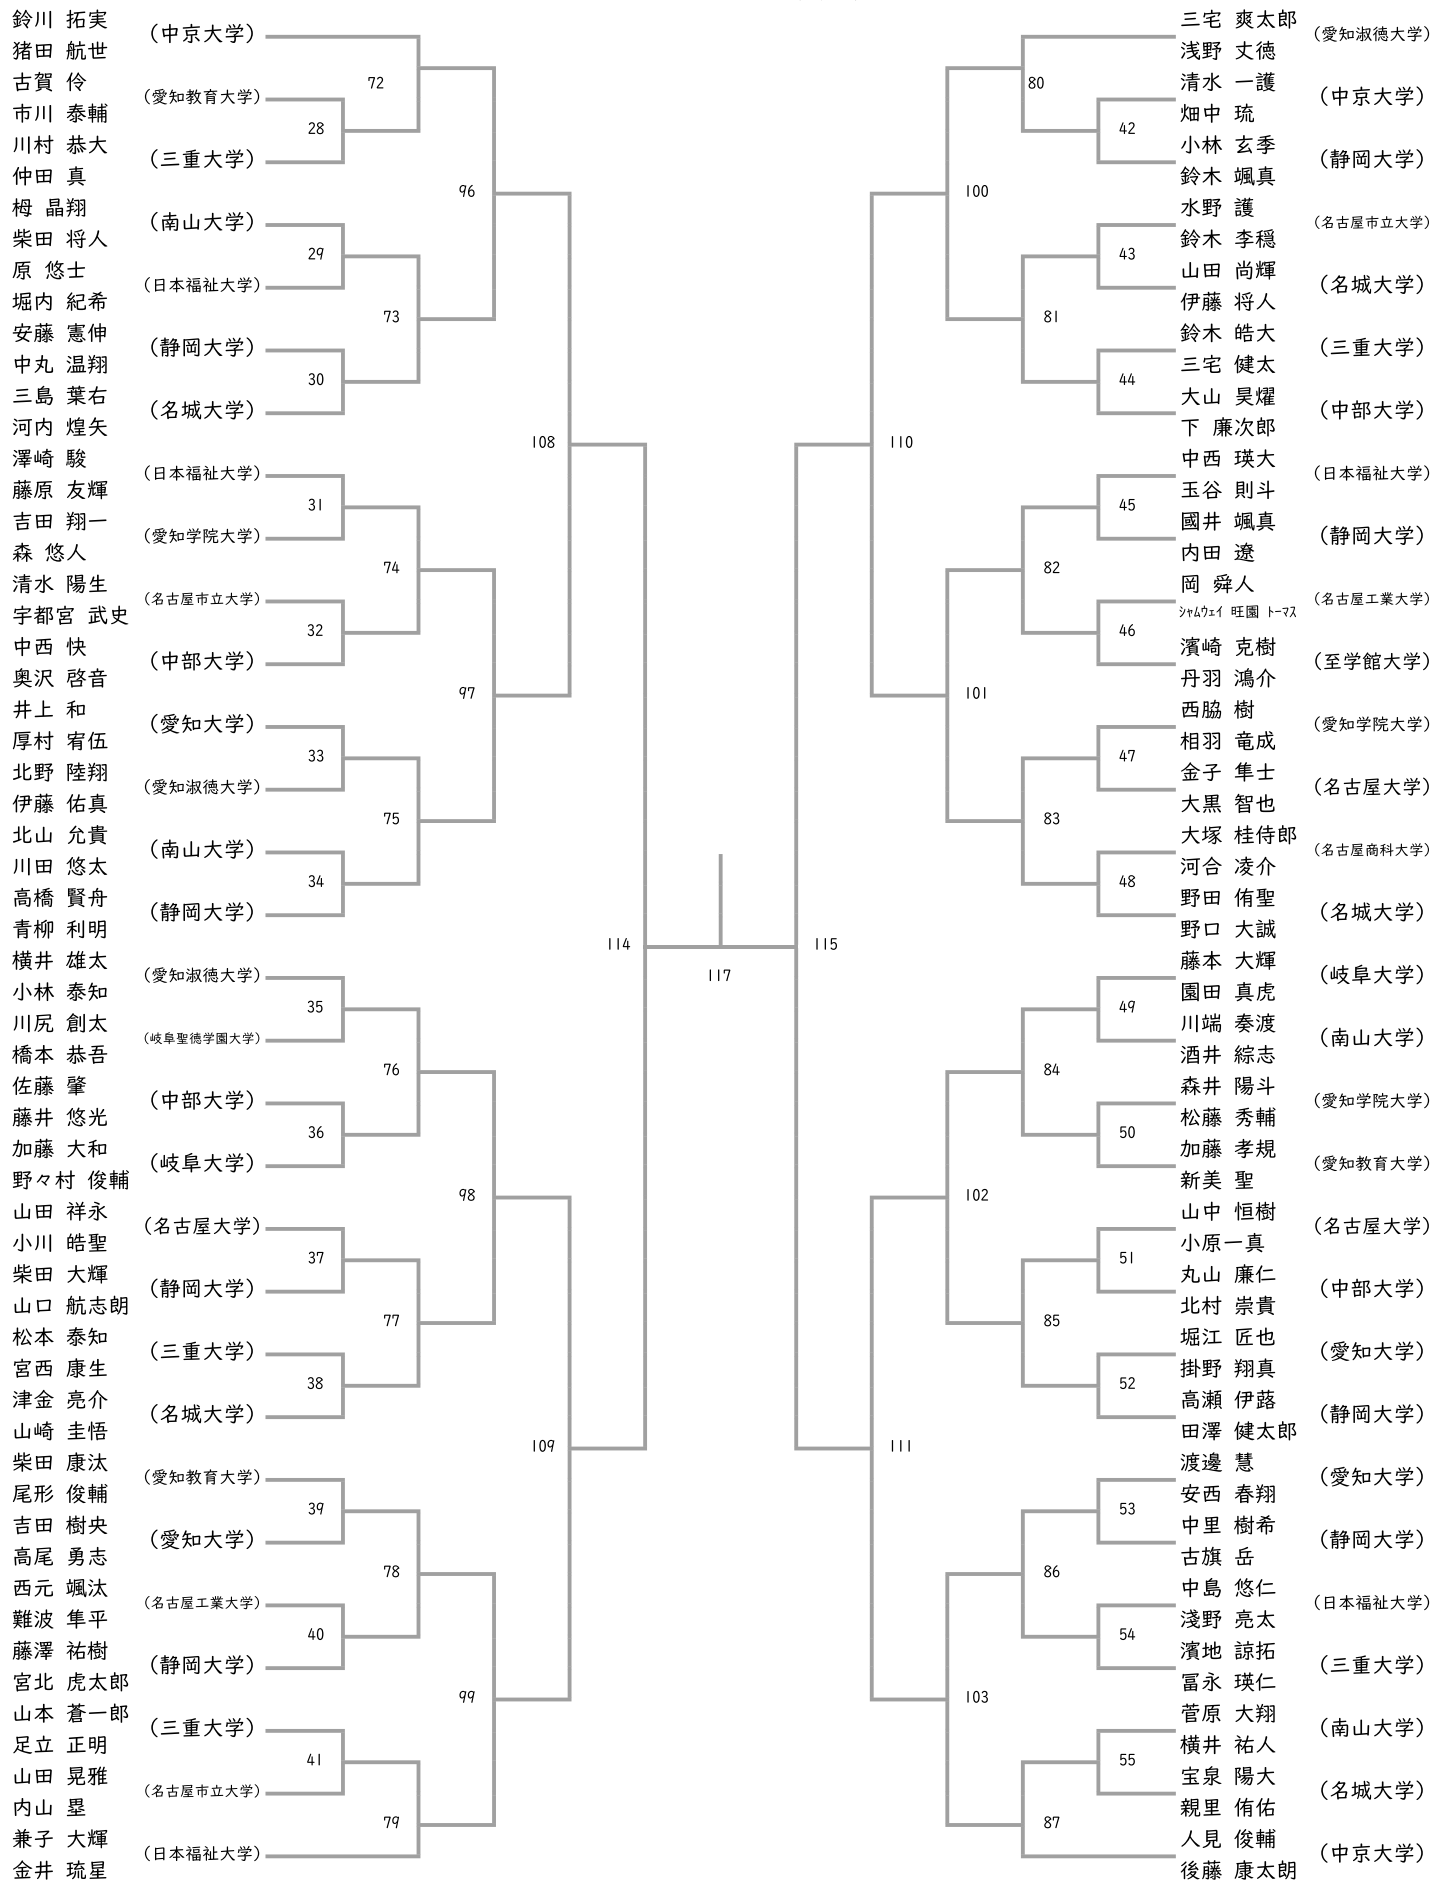 鈴川 拓実
(中京大学)
猪田 航世
古賀 伶
(愛知教育大学)
市川 泰輔
川村 恭大
(三重大学)
仲田 真
栂 晶翔
(南山大学)
柴田 将人
原 悠士
(日本福祉大学)
堀内 紀希
安藤 憲伸
(静岡大学)
中丸 温翔
三島 葉右
(名城大学)
河内 煌矢
澤崎 駿
(日本福祉大学)
藤原 友輝
吉田 翔一
(愛知学院大学)
森 悠人
清水 陽生
(名古屋市立大学)
宇都宮 武史
中西 快
(中部大学)
奥沢 啓音
井上 和
(愛知大学)
厚村 宥伍
北野 陸翔
(愛知淑徳大学)
伊藤 佑真
北山 允貴
(南山大学)
川田 悠太
高橋 賢舟
(静岡大学)
青柳 利明
横井 雄太
(愛知淑徳大学)
小林 泰知
川尻 創太
(岐阜聖徳学園大学)
橋本 恭吾
佐藤 肇
(中部大学)
藤井 悠光
加藤 大和
(岐阜大学)
野々村 俊輔
山田 祥永
(名古屋大学)
小川 皓聖
柴田 大輝
(静岡大学)
山口 航志朗
松本 泰知
(三重大学)
宮西 康生
津金 亮介
(名城大学)
山崎 圭悟
柴田 康汰
(愛知教育大学)
尾形 俊輔
吉田 樹央
(愛知大学)
高尾 勇志
西元 颯汰
(名古屋工業大学)
難波 隼平
藤澤 祐樹
(静岡大学)
宮北 虎太郎
山本 蒼一郎
(三重大学)
足立 正明
山田 晃雅
(名古屋市立大学)
内山 塁
兼子 大輝
(日本福祉大学)
金井 琉星
28
29
30
31
32
33
34
35
36
37
38
39
40
41
72
73
74
75
76
77
78
79
96
97
98
99
108
109
114
117
115
110
111
100
101
102
103
80
81
82
83
84
85
86
87
42
43
44
45
46
47
48
49
50
51
52
53
54
55
三宅 爽太郎
(愛知淑徳大学)
浅野 丈徳
清水 一護
(中京大学)
畑中 琉
小林 玄季
(静岡大学)
鈴木 颯真
水野 護
(名古屋市立大学)
鈴木 李穏
山田 尚輝
(名城大学)
伊藤 将人
鈴木 皓大
(三重大学)
三宅 健太
大山 昊燿
(中部大学)
下 廉次郎
中西 瑛大
(日本福祉大学)
玉谷 則斗
國井 颯真
(静岡大学)
内田 遼
岡 舜人
(名古屋工業大学)
ｼｬﾑｳｪｲ 旺園 ﾄｰﾏｽ
濱崎 克樹
(至学館大学)
丹羽 鴻介
西脇 樹
(愛知学院大学)
相羽 竜成
金子 隼士
(名古屋大学)
大黒 智也
大塚 桂侍郎
(名古屋商科大学)
河合 凌介
野田 侑聖
(名城大学)
野口 大誠
藤本 大輝
(岐阜大学)
園田 真虎
川端 奏渡
(南山大学)
酒井 綜志
森井 陽斗
(愛知学院大学)
松藤 秀輔
加藤 孝規
(愛知教育大学)
新美 聖
山中 恒樹
(名古屋大学)
小原一真
丸山 廉仁
(中部大学)
北村 崇貴
堀江 匠也
(愛知大学)
掛野 翔真
高瀬 伊蕗
(静岡大学)
田澤 健太郎
渡邊 慧
(愛知大学)
安西 春翔
中里 樹希
(静岡大学)
古旗 岳
中島 悠仁
(日本福祉大学)
淺野 亮太
濱地 諒拓
(三重大学)
冨永 瑛仁
菅原 大翔
(南山大学)
横井 祐人
宝泉 陽大
(名城大学)
親里 侑佑
人見 俊輔
(中京大学)
後藤 康太朗